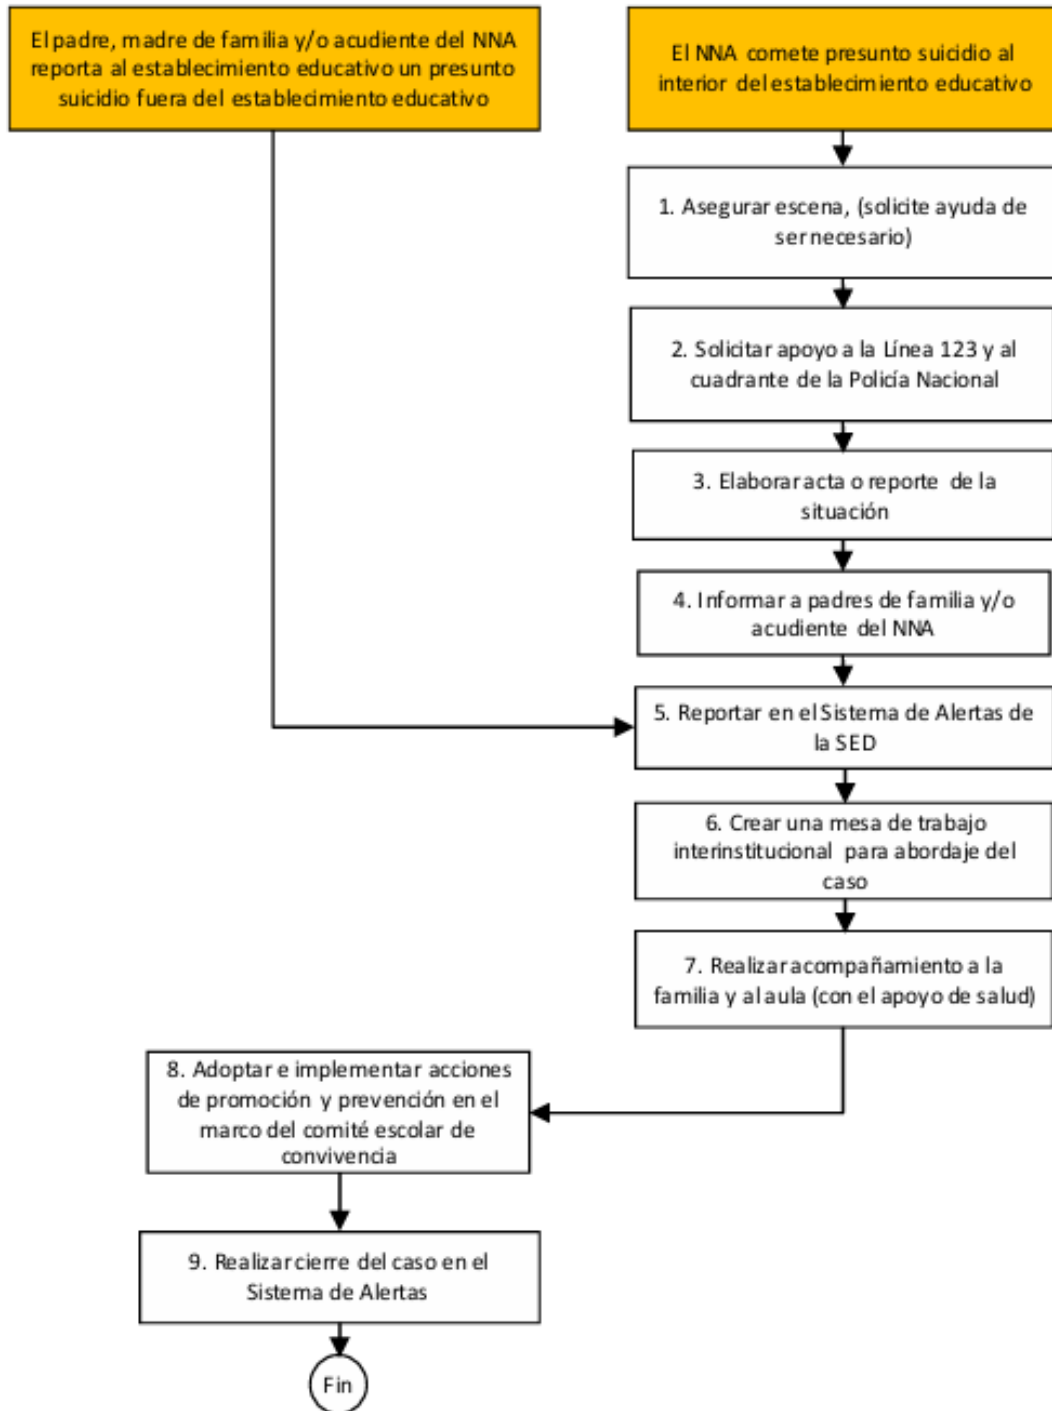 El padre, madre de familia y/o acudiente del NNA
reporta al establecimiento educativo un presunto
suicidio fuera del establecimiento educativo
El NNA comete presunto suicidio al
interior del establecimiento educativo
1. Asegurar escena, (solicite ayuda de
ser necesario)
2. Solicitar apoyo a la Línea 123 y al
cuadrante de la Policía Nacional
3. Elaborar acta o reporte de la
situación
4. Informar a padres de familia y/o
acudiente del NNA
5. Reportar en el Sistema de Alertas de
la SED
6. Crear una mesa de trabajo
interinstitucional para abordaje del
caso
7. Realizar acompañamiento a la
familia y al aula (con el apoyo de salud)
8. Adoptar e implementar acciones
de promoción y prevención en el
marco del comité escolar de
convivencia
9. Realizar cierre del caso en el
Sistema de Alertas
Fin